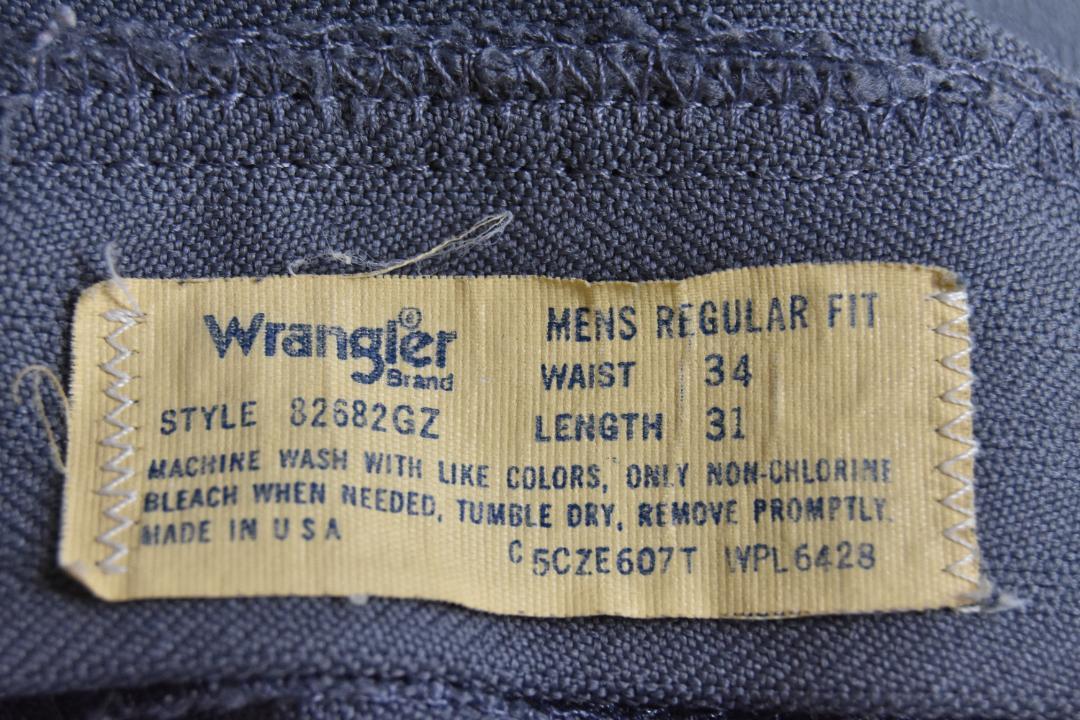 Wrangler®
Brand
MENS REGULAR FIT
WAIST 34
STYLE 82682GZ
LENGTH 31
MACHINE WASH WITH LIKE COLORS, ONLY NON-CHLORINE
BLEACH WHEN NEEDED, TUMBLE DRY, REMOVE PROMPTLY.
MADE IN USA
C 5CZE607T WPL6428